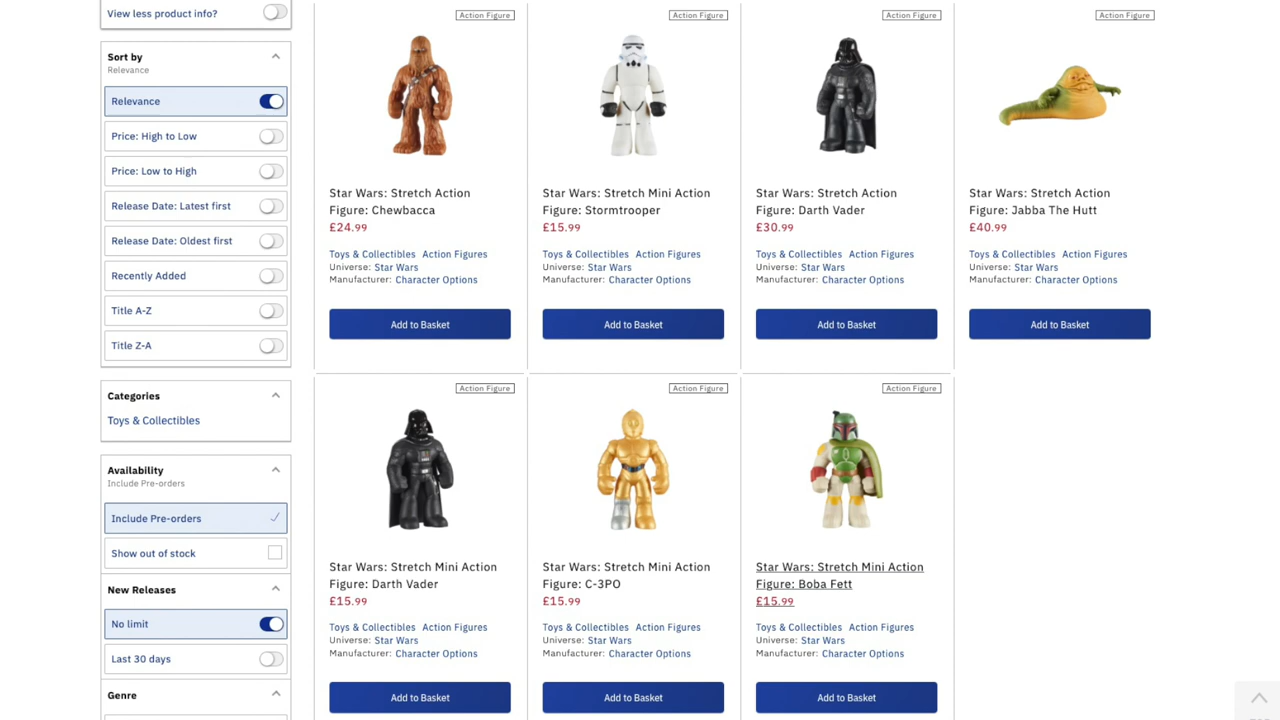 View less product info?
Sort by
Relevance
Relevance
Price: High to Low
Price: Low to High
Release Date: Latest first
Release Date: Oldest first
Recently Added
Title A-Z
Title Z-A
Categories
Toys & Collectibles
Availability
Include Pre-orders
Include Pre-orders
Show out of stock
New Releases
No limit
Last 30 days
Genre
Action Figure
Star Wars: Stretch Action
Figure: Chewbacca
£24.99
Toys & Collectibles Action Figures
Universe: Star Wars
Manufacturer: Character Options
Add to Basket
Action Figure
Star Wars: Stretch Mini Action
Figure: Stormtrooper
£15.99
Toys & Collectibles Action Figures
Universe: Star Wars
Manufacturer: Character Options
Add to Basket
Action Figure
Star Wars: Stretch Action
Figure: Darth Vader
£30.99
Toys & Collectibles Action Figures
Universe: Star Wars
Manufacturer: Character Options
Add to Basket
Action Figure
Star Wars: Stretch Action
Figure: Jabba The Hutt
£40.99
Toys & Collectibles Action Figures
Universe: Star Wars
Manufacturer: Character Options
Add to Basket
Action Figure
Star Wars: Stretch Mini Action
Figure: Darth Vader
£15.99
Toys & Collectibles Action Figures
Universe: Star Wars
Manufacturer: Character Options
Add to Basket
Action Figure
Star Wars: Stretch Mini Action
Figure: C-3PO
£15.99
Toys & Collectibles Action Figures
Universe: Star Wars
Manufacturer: Character Options
Add to Basket
Action Figure
Star Wars: Stretch Mini Action
Figure: Boba Fett
£15.99
Toys & Collectibles Action Figures
Universe: Star Wars
Manufacturer: Character Options
Add to Basket